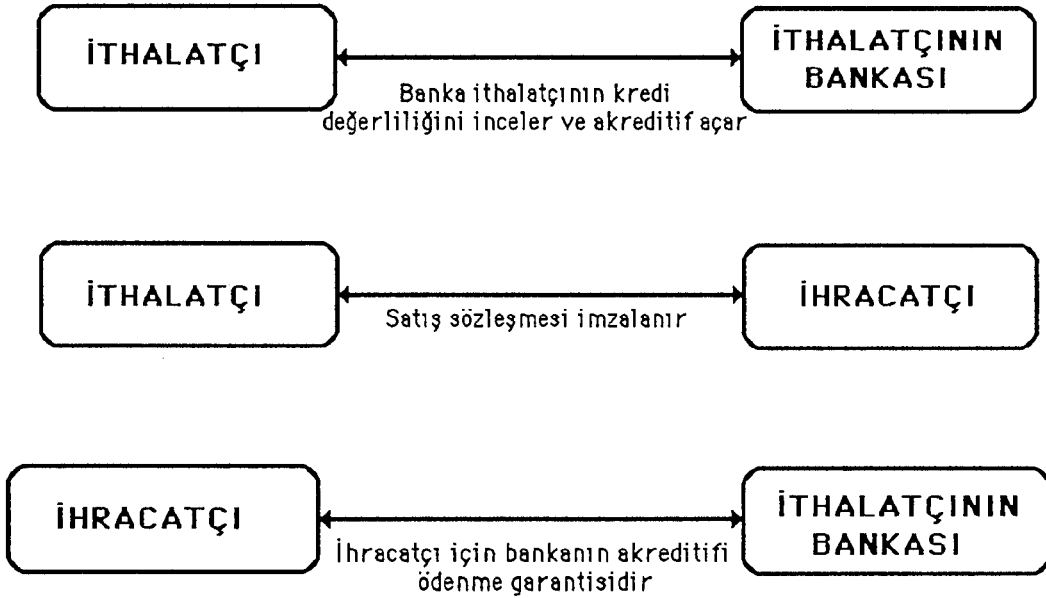 İTHALATÇI
İTHALATÇININ
BANKASI
Banka ithalatçının kredi
değerliliğini inceler ve akreditif açar
İTHALATÇI
İHRACATÇI
Satış sözleşmesi imzalanır
İHRACATÇI
İTHALATÇININ
BANKASI
İhracatçı için bankanın akreditifi
ödenme garantisidir